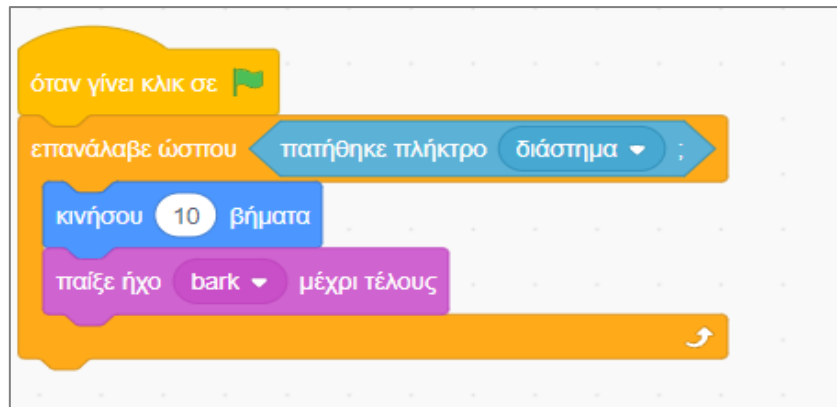 όταν γίνει κλικ σε
επανάλαβε ώσπου πατήθηκε πλήκτρο διάστημα ;
κινήσου 10 βήματα
παίξε ήχο bark μέχρι τέλους